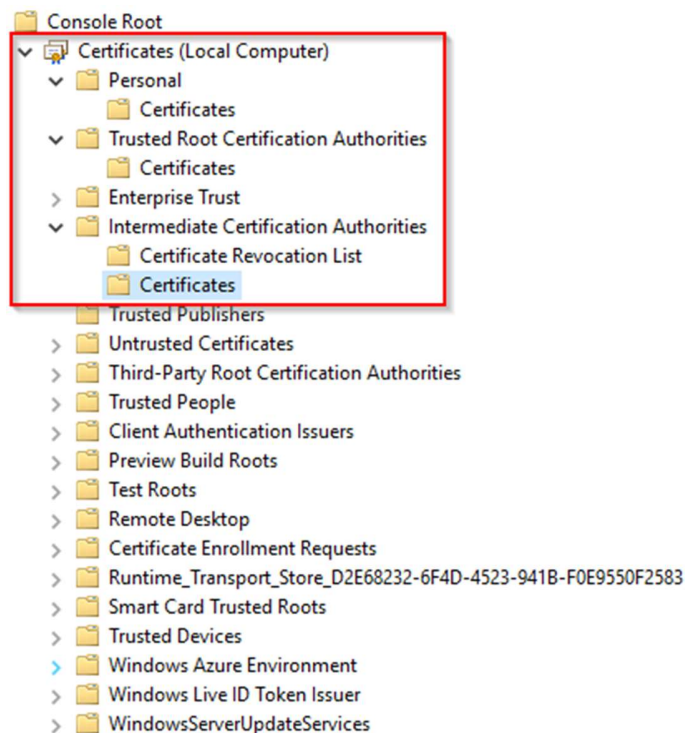 Console Root
Certificates (Local Computer)
Personal
Certificates
Trusted Root Certification Authorities
Certificates
Enterprise Trust
Intermediate Certification Authorities
Certificate Revocation List
Certificates
Trusted Publishers
Untrusted Certificates
Third-Party Root Certification Authorities
Trusted People
Client Authentication Issuers
Preview Build Roots
Test Roots
Remote Desktop
Certificate Enrollment Requests
Runtime_Transport_Store_D2E68232-6F4D-4523-941B-F0E9550F2583
Smart Card Trusted Roots
Trusted Devices
Windows Azure Environment
Windows Live ID Token Issuer
WindowsServerUpdateServices